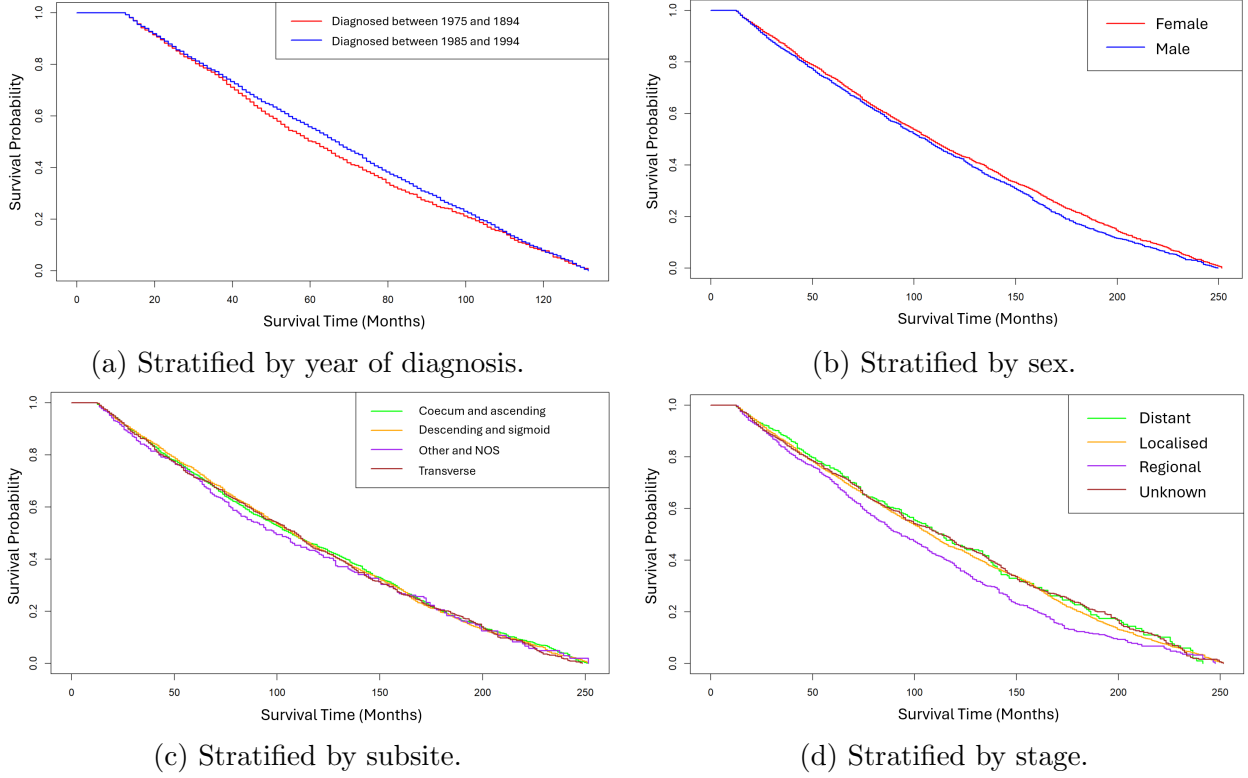 Survival Probability
1.0
0.8
0.6
0.4
0.2
0.0
Diagnosed between 1975 and 1894
Diagnosed between 1985 and 1994
0 20 40 60 80 100 120
Survival Time (Months)
(a) Stratified by year of diagnosis.
Survival Probability
1.0
0.8
0.6
0.4
0.2
0.0
Female
Male
0 50 100 150 200 250
Survival Time (Months)
(b) Stratified by sex.
Survival Probability
1.0
0.8
0.6
0.4
0.2
0.0
Coecum and ascending
Descending and sigmoid
Other and NOS
Transverse
0 50 100 150 200 250
Survival Time (Months)
(c) Stratified by subsite.
Survival Probability
1.0
0.8
0.6
0.4
0.2
0.0
Distant
Localised
Regional
Unknown
0 50 100 150 200 250
Survival Time (Months)
(d) Stratified by stage.